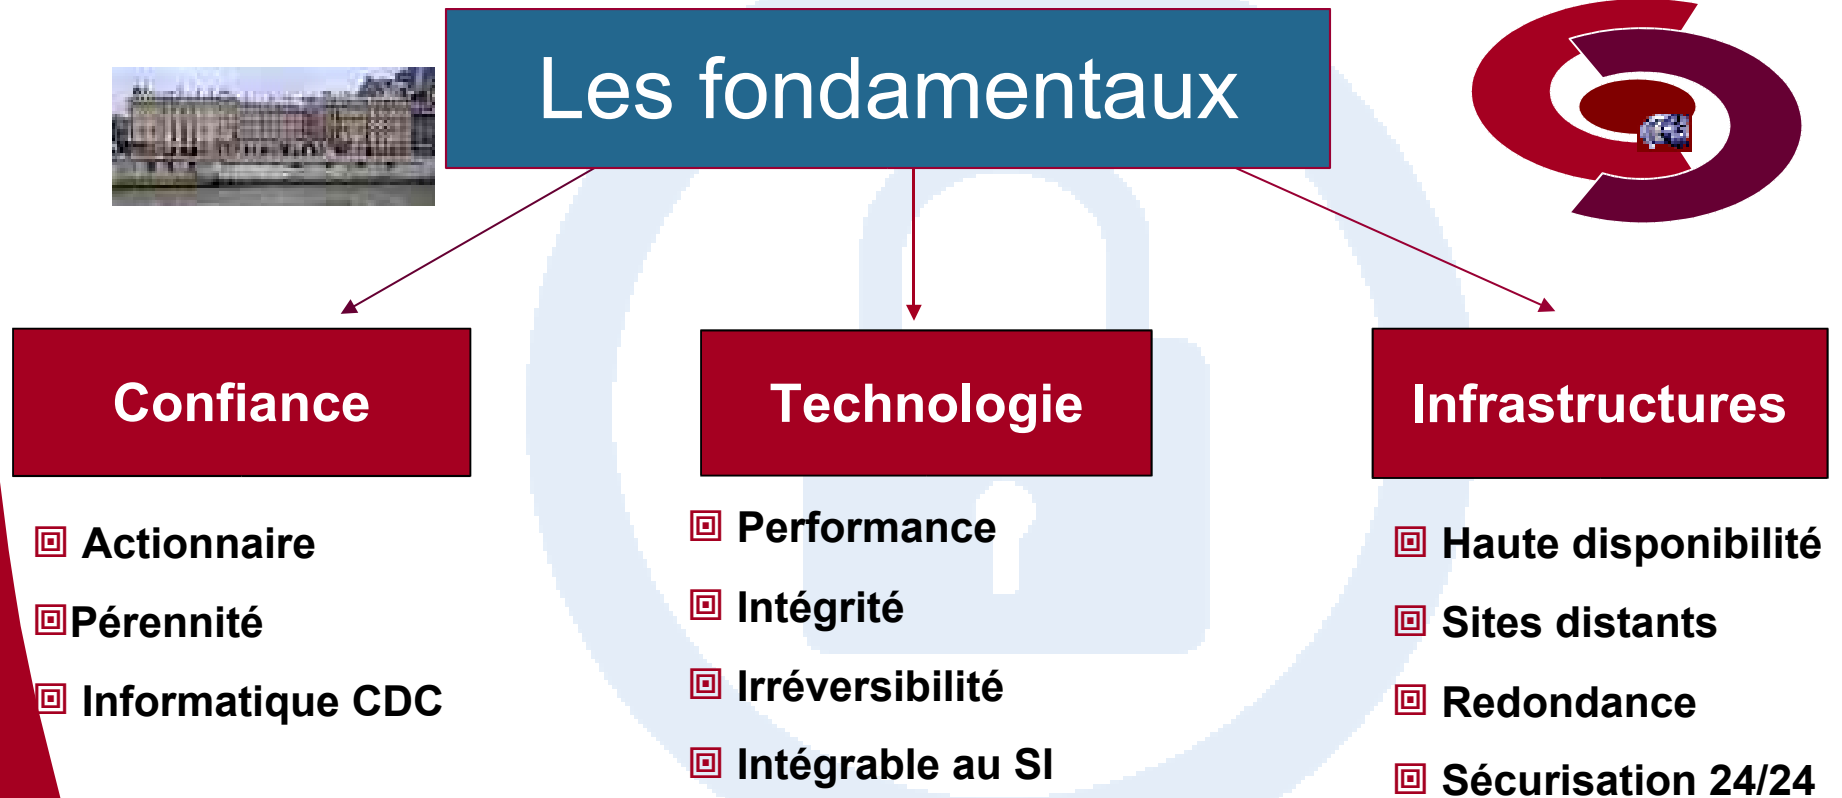 Les fondamentaux
Confiance
Actionnaire
Pérennité
Informatique CDC
Technologie
Performance
Intégrité
Irréversibilité
Intégrable au SI
Infrastructures
Haute disponibilité
Sites distants
Redondance
Sécurisation 24/24